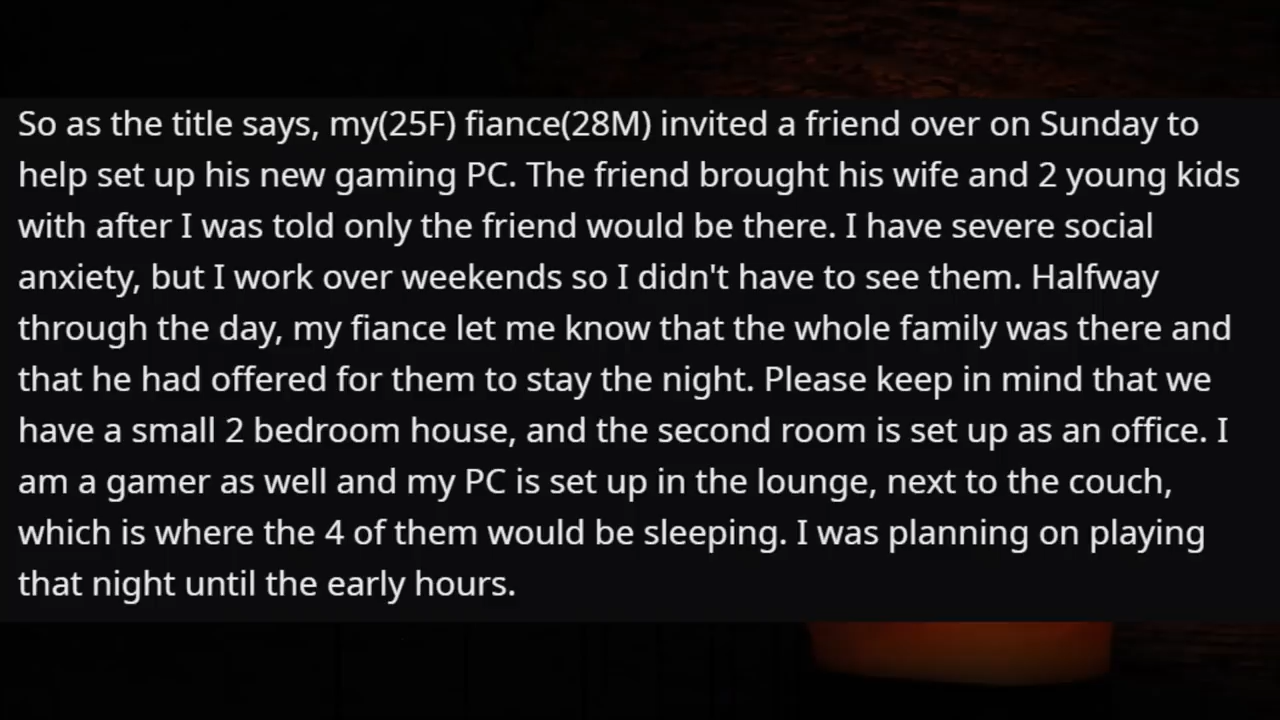 So as the title says, my(25F) fiance(28M) invited a friend over on Sunday to
help set up his new gaming PC. The friend brought his wife and 2 young kids
with after I was told only the friend would be there. I have severe social
anxiety, but I work over weekends so I didn't have to see them. Halfway
through the day, my fiance let me know that the whole family was there and
that he had offered for them to stay the night. Please keep in mind that we
have a small 2 bedroom house, and the second room is set up as an office. I
am a gamer as well and my PC is set up in the lounge, next to the couch,
which is where the 4 of them would be sleeping. I was planning on playing
that night until the early hours.